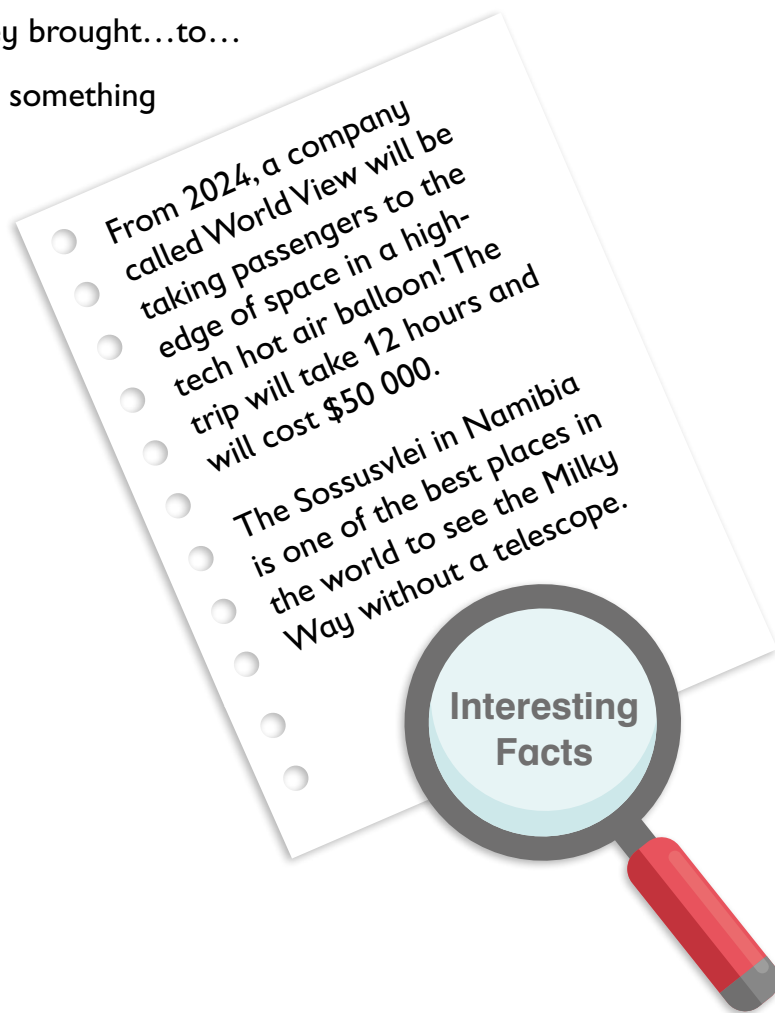 brought…to…
something
From 2024, a company
called World View will be
taking passengers to the
edge of space in a high-
tech hot air balloon! The
trip will take 12 hours and
will cost $50 000.
The Sossusvlei in Namibia
is one of the best places in
the world to see the Milky
Way without a telescope.
Interesting
Facts